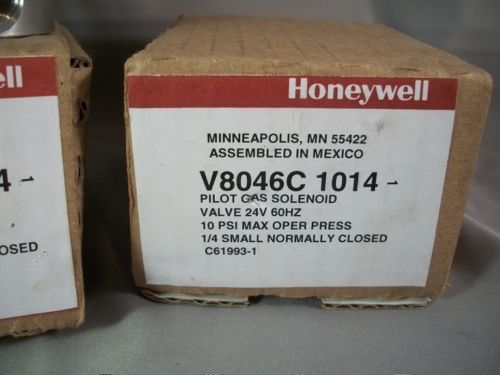 ell
4 -
OSED
Honeywell
MINNEAPOLIS, MN 55422
ASSEMBLED IN MEXICO
V8046C 1014 -
PILOT GAS SOLENOID
VALVE 24V 60HZ
10 PSI MAX OPER PRESS
1/4 SMALL NORMALLY CLOSED
C61993-1